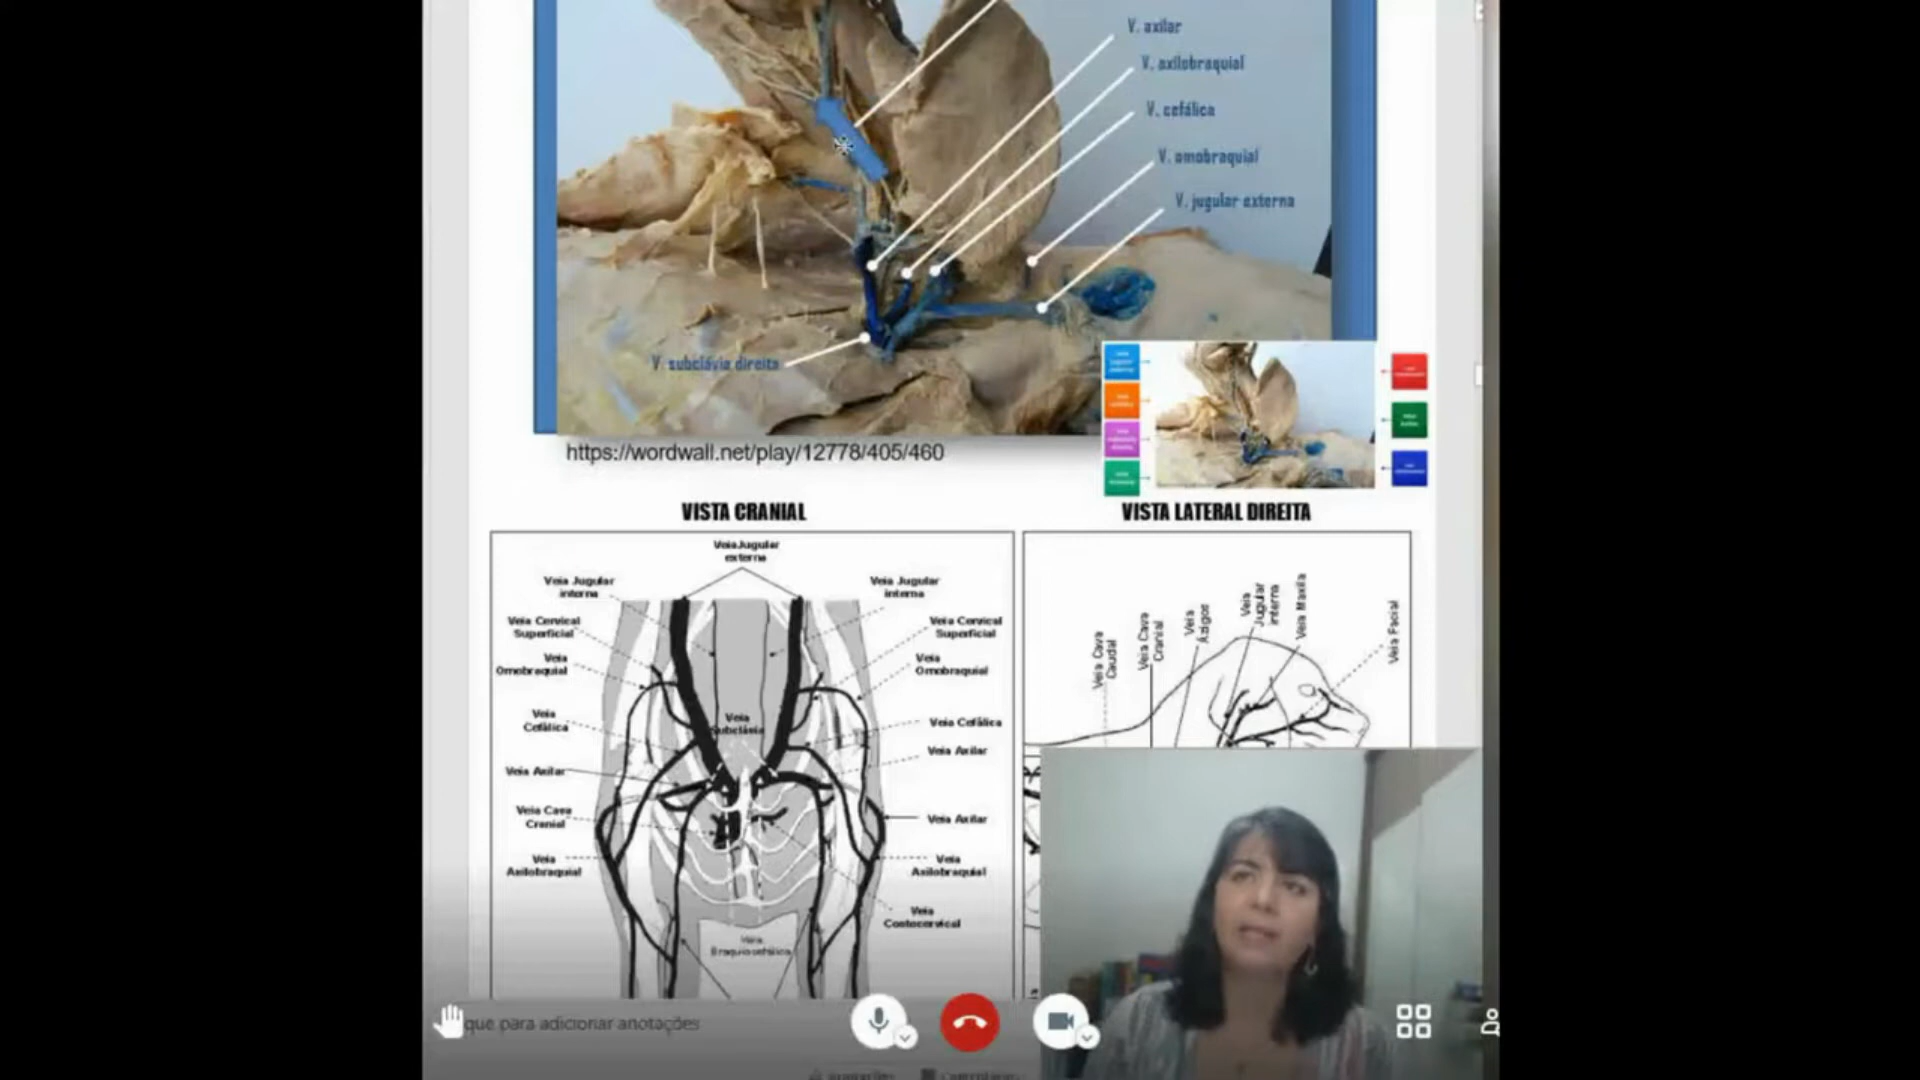 V. axilar
V. axilobraquial
V. cefálica
V. omobraquial
V. jugular externa
V. subclávia direita
https://wordwall.net/play/12778/405/460
VISTA CRANIAL
VISTA LATERAL DIREITA
Veia Jugular
externa
Veia Jugular
interna
Veia Jugular
interna
Veia Cervical
Superficial
Veia Cervical
Superficial
Veia
Omobraquial
Veia
Omobraquial
Veia
Cefálica
Veia
Subclávia
Veia Cefálica
Veia Axilar
Veia Axilar
Veia Cava
Cranial
Veia Axilar
Veia
Axilobraquial
Veia
Axilobraquial
Veia
Costocervical
Veia
Braquiocefálica
Veia Cava
Caudal
Veia Cava
Cranial
Veia
Ázigos
Veia
Jugular
interna
Veia Maxila
Veia Facial
que para adicionar anotações